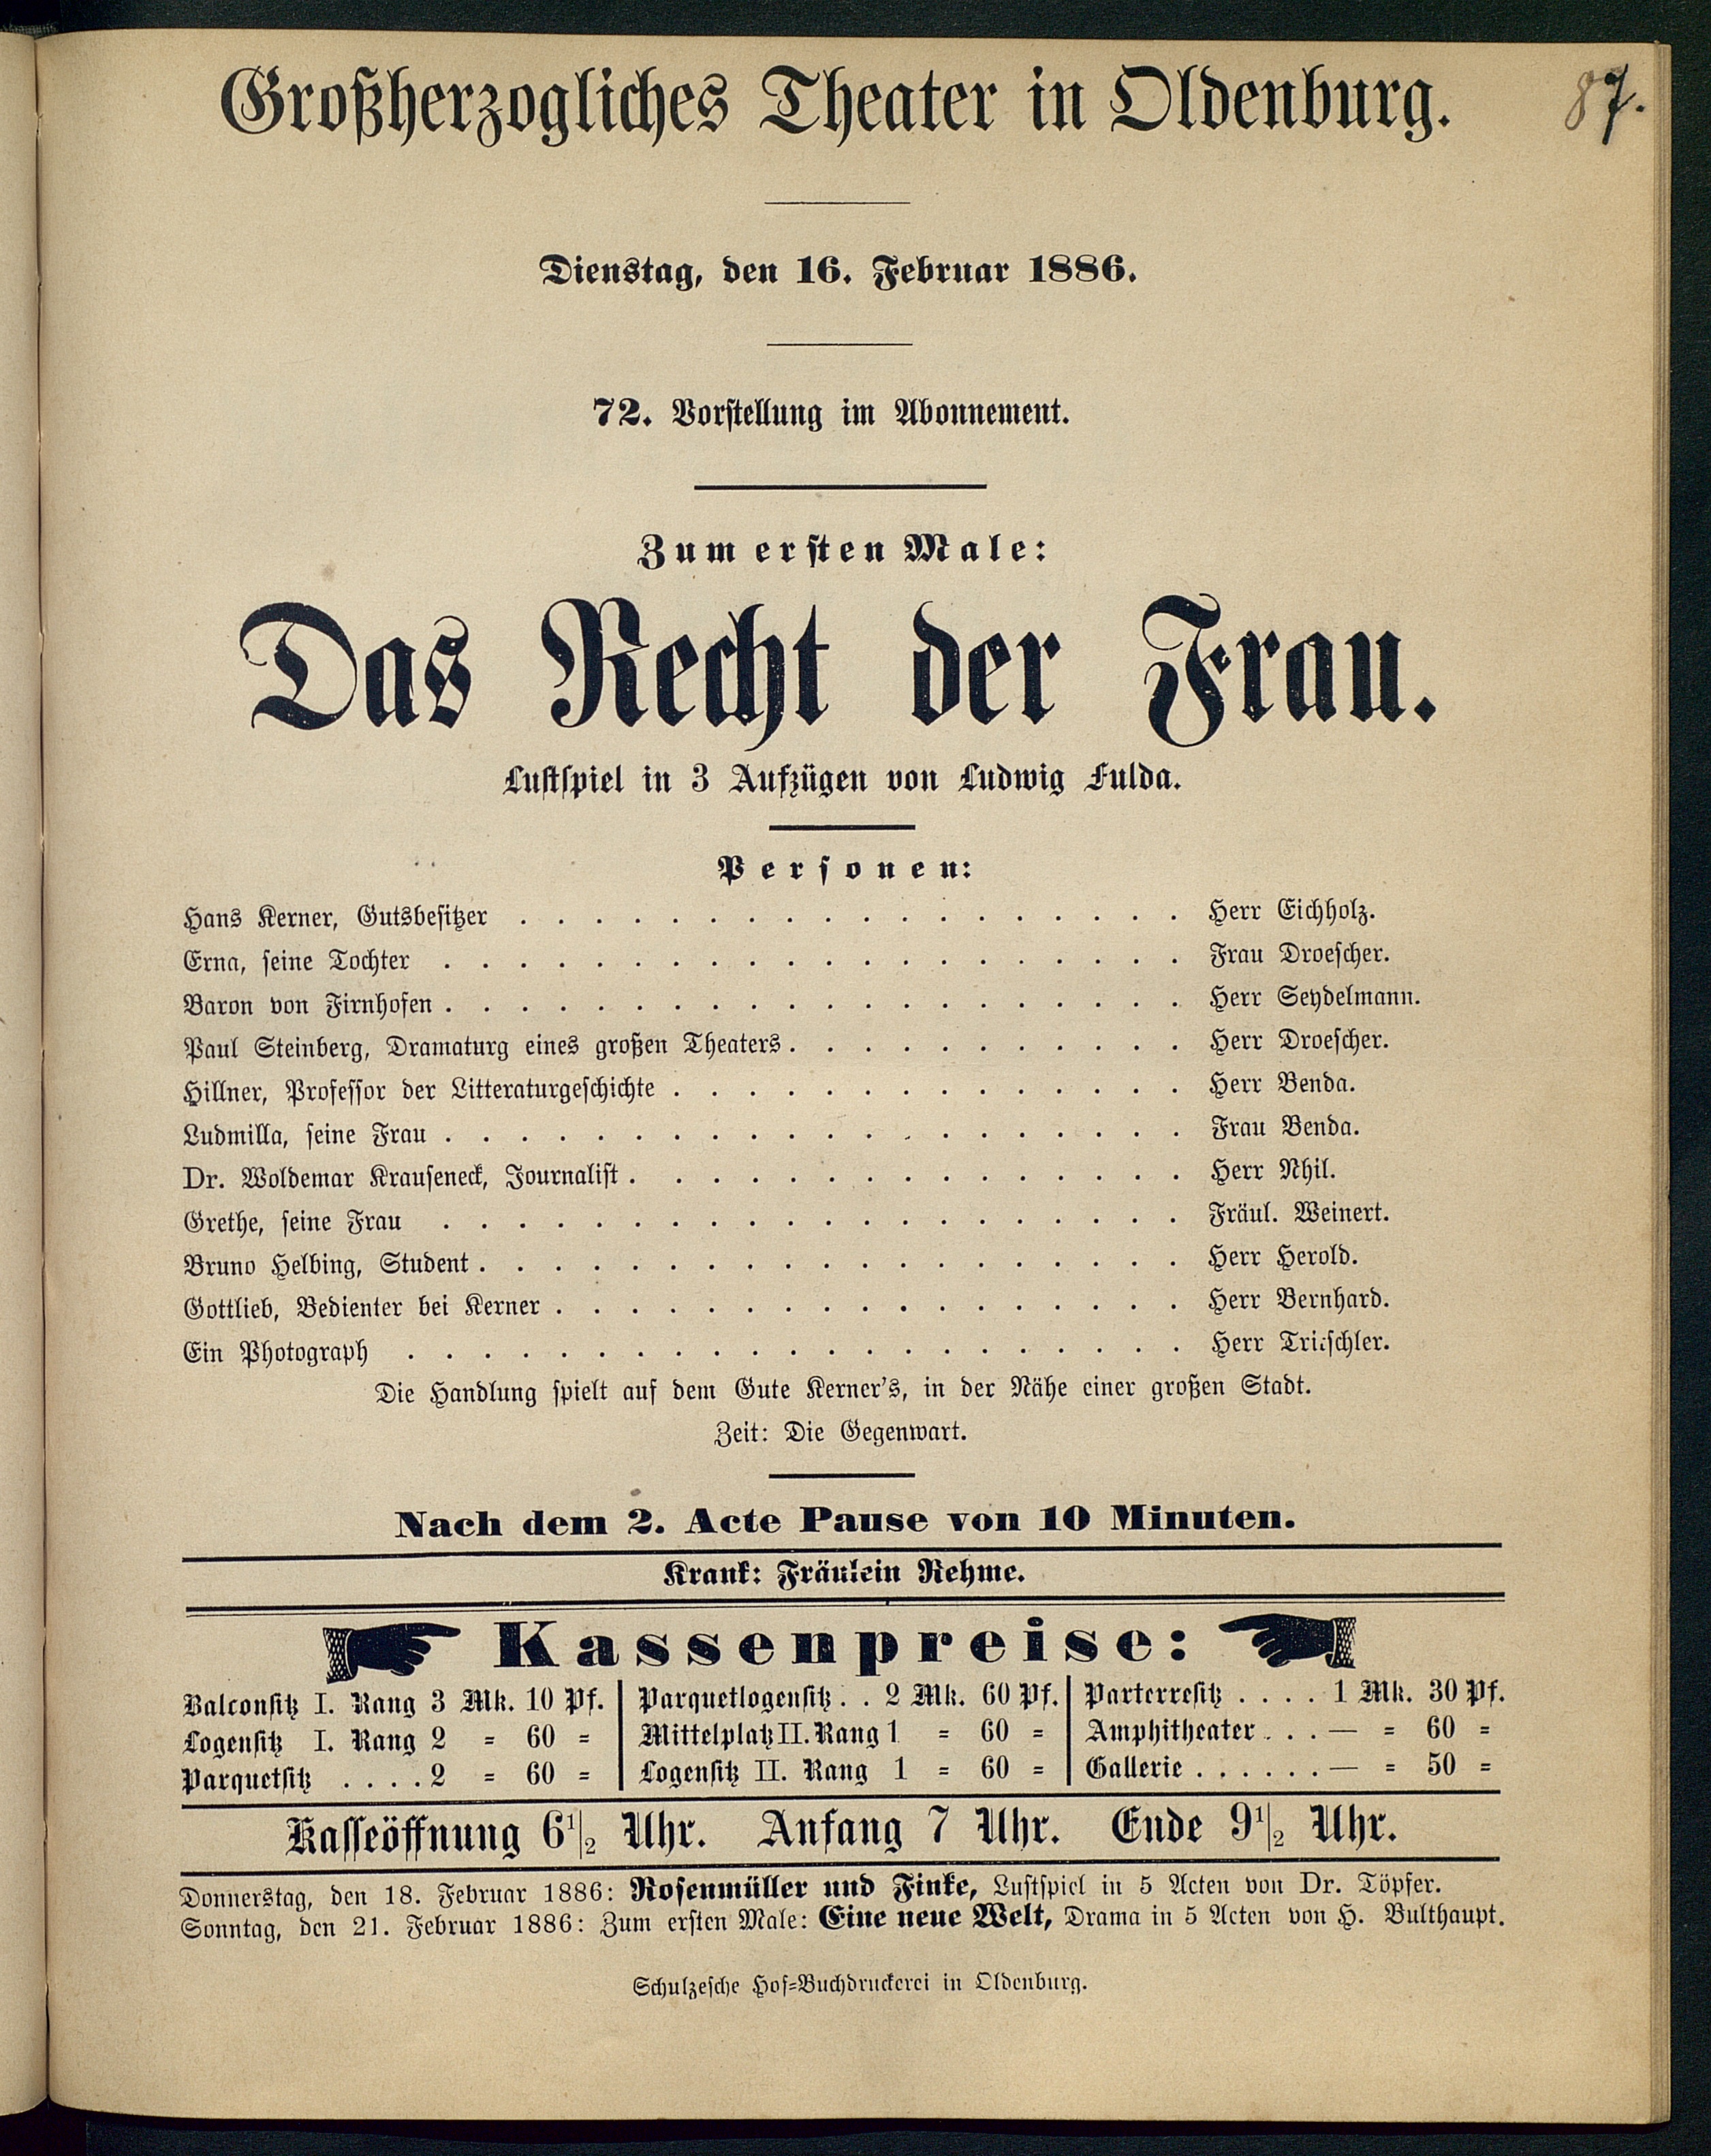 87.
Großherzogliches Theater in Oldenburg.
Dienstag, den 16. Februar 1886.
72. Vorstellung im Abonnement.
Zum ersten Male:
Das Recht der Frau.
Lustspiel in 3 Aufzügen von Ludwig Fulda.
Personen:
Hans Kerner, Gutsbesitzer . . . . . . . . . . . . . . . . . . Herr Eichholz.
Erna, seine Tochter . . . . . . . . . . . . . . . . . . . . Frau Droescher.
Baron von Firnhofen . . . . . . . . . . . . . . . . . . . . Herr Seydelmann.
Paul Steinberg, Dramaturg eines großen Theaters . . . . . . . . . . . Herr Droescher.
Hillner, Professor der Litteraturgeschichte . . . . . . . . . . . . . . Herr Benda.
Ludmilla, seine Frau . . . . . . . . . . . . . . . . . . . . Frau Benda.
Dr. Woldemar Krauseneck, Journalist . . . . . . . . . . . . . . . Herr Nhil.
Grethe, seine Frau . . . . . . . . . . . . . . . . . . . . Fräul. Weinert.
Bruno Helbing, Student . . . . . . . . . . . . . . . . . . . Herr Herold.
Gottlieb, Bedienter bei Kerner . . . . . . . . . . . . . . . . . Herr Bernhard.
Ein Photograph . . . . . . . . . . . . . . . . . . . . . Herr
Die Handlung spielt auf dem Gute Kerner's, in der Nähe einer großen Stadt.
Zeit: Die Gegenwart.
Nach dem 2. Acte Pause von 10 Minuten.
Krank: Fräulein Rehme.
Kassenpreise:
Balconsitz I. Rang 3 Mk. 10 Pf. | Parquetlogensitz . . 2 Mk. 60 Pf. | Parterresitz . . . . 1 Mk. 30 Pf.
Logensitz I. Rang 2 = 60 = | Mittelplatz II. Rang 1 = 60 = | Amphitheater . . . — = 60 =
Parquetsitz . . . . 2 = 60 = | Logensitz II. Rang 1 = 60 = | Gallerie . . . . . . — = 50 =
Kasseöffnung 6 1/2 Uhr. Anfang 7 Uhr. Ende 9 1/2 Uhr.
Donnerstag, den 18. Februar 1886: Rosenmüller und Finke, Lustspiel in 5 Acten von Dr. Töpfer.
Sonntag, den 21. Februar 1886: Zum ersten Male: Eine neue Welt, Drama in 5 Acten von H. Bulthaupt.
Schulzesche Hof=Buchdruckerei in Oldenburg.